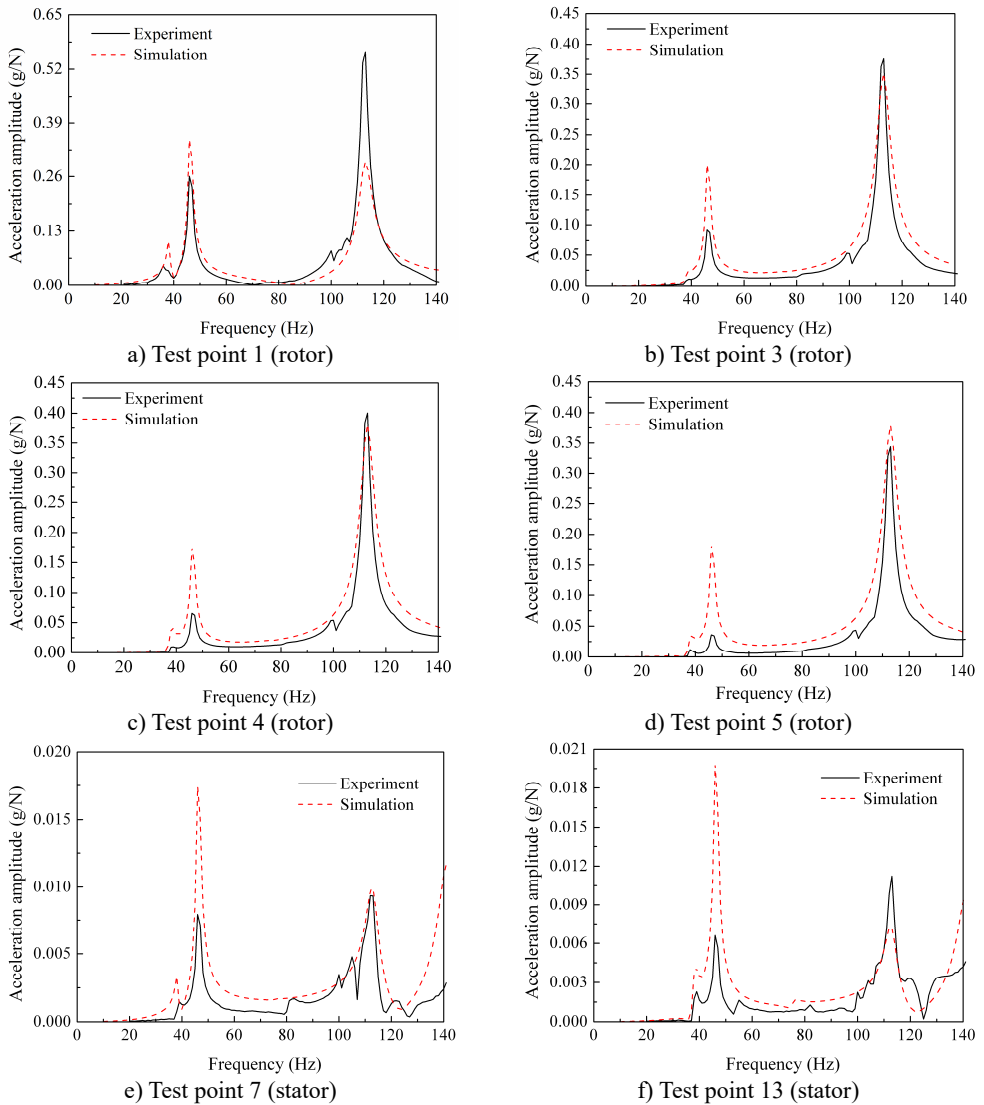 Acceleration amplitude (g/N)
0.65
0.52
0.39
0.26
0.13
0.00
Experiment
Simulation
0 20 40 60 80 100 120 140
Frequency (Hz)
a) Test point 1 (rotor)
Acceleration amplitude (g/N)
0.45
0.40
0.35
0.30
0.25
0.20
0.15
0.10
0.05
0.00
Experiment
Simulation
0 20 40 60 80 100 120 140
Frequency (Hz)
b) Test point 3 (rotor)
Acceleration amplitude (g/N)
0.45
0.40
0.35
0.30
0.25
0.20
0.15
0.10
0.05
0.00
Experiment
Simulation
0 20 40 60 80 100 120 140
Frequency (Hz)
c) Test point 4 (rotor)
Acceleration amplitude (g/N)
0.45
0.40
0.35
0.30
0.25
0.20
0.15
0.10
0.05
0.00
Experiment
Simulation
0 20 40 60 80 100 120 140
Frequency (Hz)
d) Test point 5 (rotor)
Acceleration amplitude (g/N)
0.020
0.015
0.010
0.005
0.000
Experiment
Simulation
0 20 40 60 80 100 120 140
Frequency (Hz)
e) Test point 7 (stator)
Acceleration amplitude (g/N)
0.021
0.018
0.015
0.012
0.009
0.006
0.003
0.000
Experiment
Simulation
0 20 40 60 80 100 120 140
Frequency (Hz)
f) Test point 13 (stator)